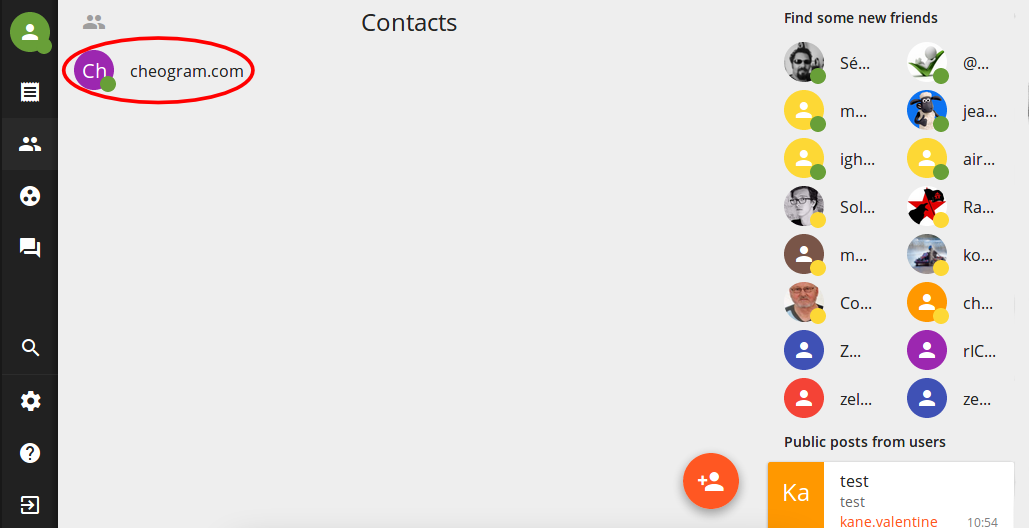 Contacts
Ch
cheogram.com
Find some new friends
Sé...
@...
m...
jea...
igh...
air...
Sol...
Ra...
m...
ko...
Co...
ch...
Z...
rIC...
zel...
ze...
Public posts from users
Ka
test
test
kane.valentine
10:54